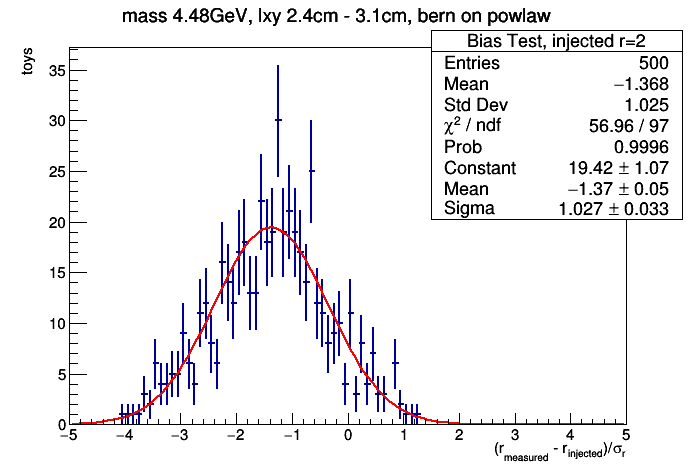 mass 4.48GeV, lxy 2.4cm - 3.1cm, bern on powlaw
Bias Test, injected r=2
Entries 500
Mean −1.368
Std Dev 1.025
χ² / ndf 56.96 / 97
Prob 0.9996
Constant 19.42 ± 1.07
Mean −1.37 ± 0.05
Sigma 1.027 ± 0.033
toys
35
30
25
20
15
10
5
0
−5 −4 −3 −2 −1 0 1 2 3 4 5
(r_measured - r_injected)/σ_r